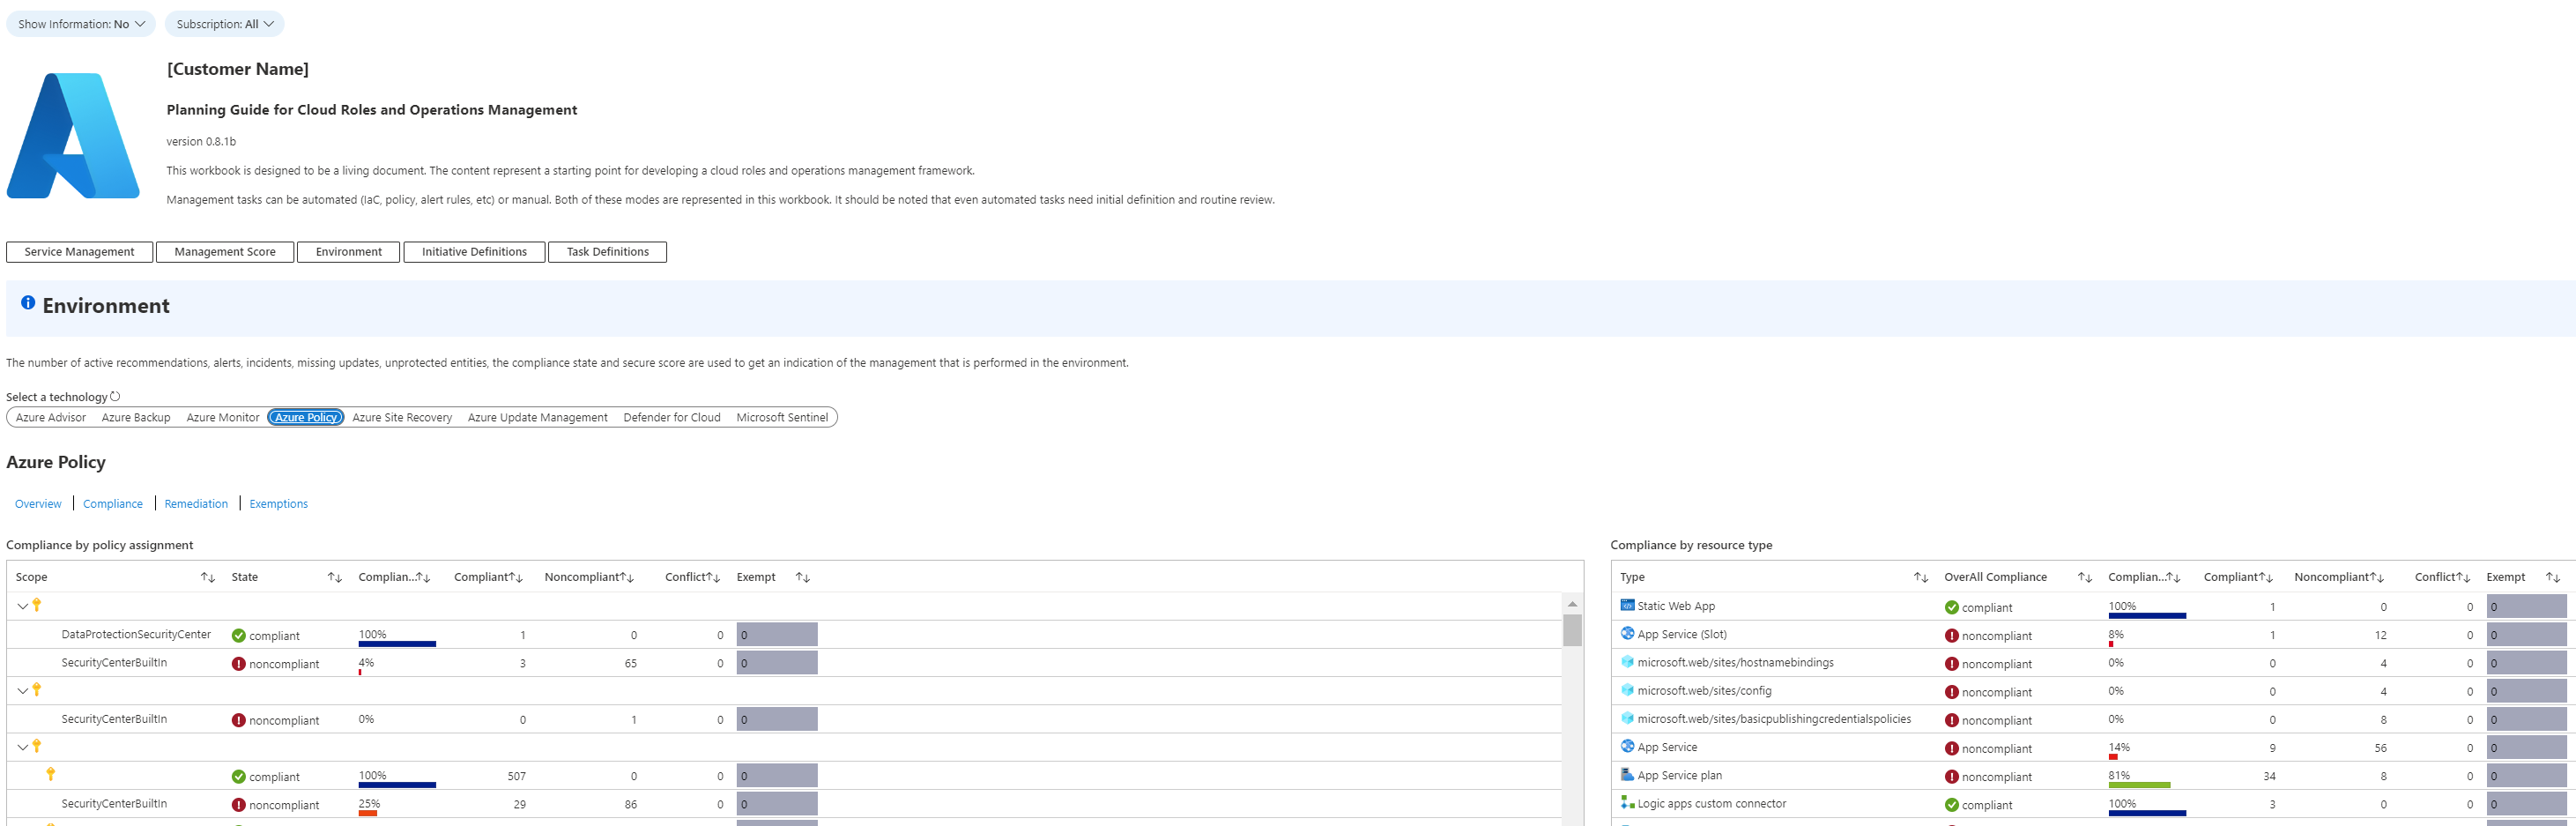 Show Information: No
Subscription: All
[Customer Name]
Planning Guide for Cloud Roles and Operations Management
version 0.8.1b
This workbook is designed to be a living document. The content represent a starting point for developing a cloud roles and operations management framework.
Management tasks can be automated (IaC, policy, alert rules, etc) or manual. Both of these modes are represented in this workbook. It should be noted that even automated tasks need initial definition and routine review.
Service Management Management Score Environment Initiative Definitions Task Definitions
Environment
The number of active recommendations, alerts, incidents, missing updates, unprotected entities, the compliance state and secure score are used to get an indication of the management that is performed in the environment.
Select a technology
Azure Advisor Azure Backup Azure Monitor Azure Policy Azure Site Recovery Azure Update Management Defender for Cloud Microsoft Sentinel
Azure Policy
Overview Compliance Remediation Exemptions
Compliance by policy assignment
Scope State Complian... Compliant Noncompliant Conflict Exempt
DataProtectionSecurityCenter compliant 100% 1 0 0 0
SecurityCenterBuiltIn noncompliant 4% 3 65 0 0
SecurityCenterBuiltIn noncompliant 0% 0 1 0 0
compliant 100% 507 0 0 0
SecurityCenterBuiltIn noncompliant 25% 29 86 0 0
Compliance by resource type
Type OverAll Compliance Complian... Compliant Noncompliant Conflict Exempt
Static Web App compliant 100% 1 0 0 0
App Service (Slot) noncompliant 8% 1 12 0 0
microsoft.web/sites/hostnamebindings noncompliant 0% 0 4 0 0
microsoft.web/sites/config noncompliant 0% 0 4 0 0
microsoft.web/sites/basicpublishingcredentialspolicies noncompliant 0% 0 8 0 0
App Service noncompliant 14% 9 56 0 0
App Service plan noncompliant 81% 34 8 0 0
Logic apps custom connector compliant 100% 3 0 0 0